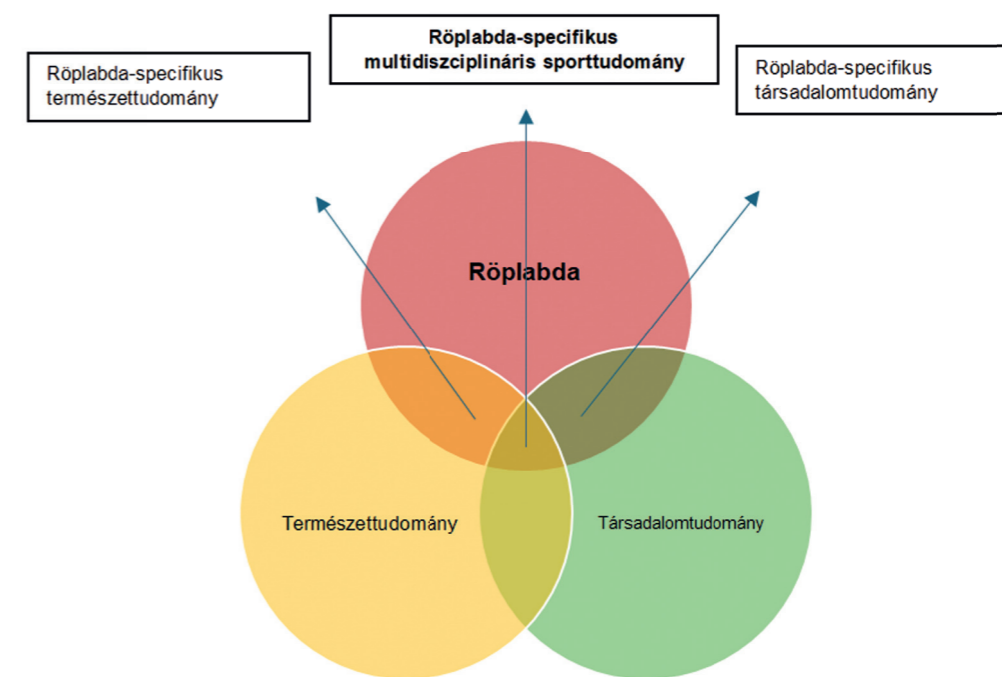 Röplabda-specifikus
természettudomány
Röplabda-specifikus
multidiszciplináris sporttudomány
Röplabda-specifikus
társadalomtudomány
Röplabda
Természettudomány
Társadalomtudomány